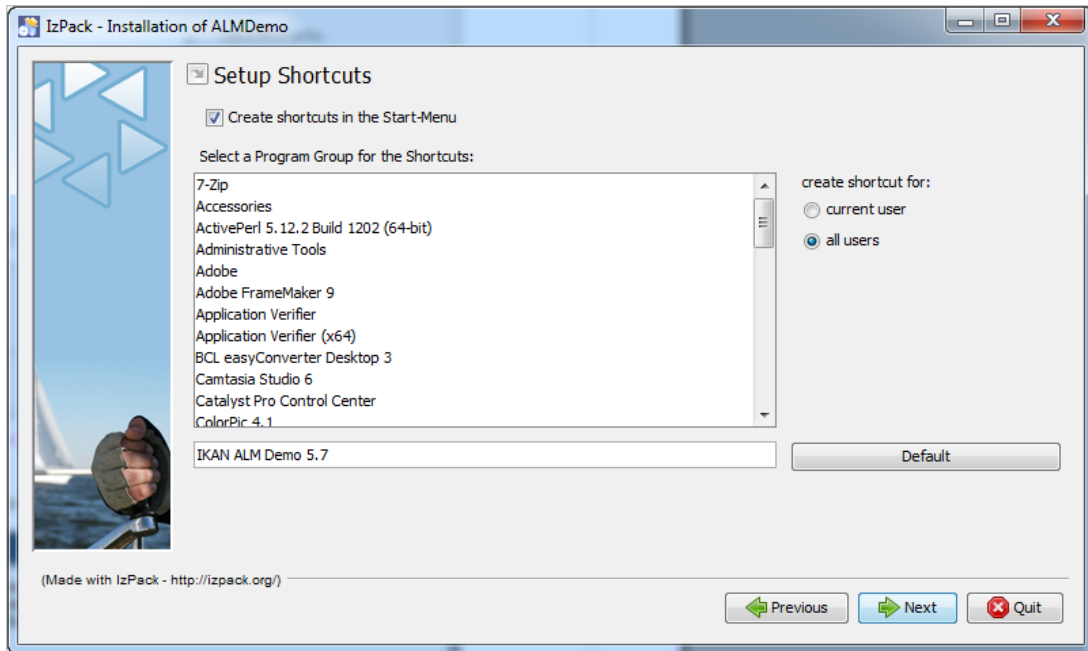 IzPack - Installation of ALMDemo
Setup Shortcuts
Create shortcuts in the Start-Menu
Select a Program Group for the Shortcuts:
7-Zip
Accessories
ActivePerl 5.12.2 Build 1202 (64-bit)
Administrative Tools
Adobe
Adobe FrameMaker 9
Application Verifier
Application Verifier (x64)
BCL easyConverter Desktop 3
Camtasia Studio 6
Catalyst Pro Control Center
ColorPic 4.1
create shortcut for:
current user
all users
IKAN ALM Demo 5.7
Default
(Made with IzPack - http://izpack.org/)
Previous
Next
Quit